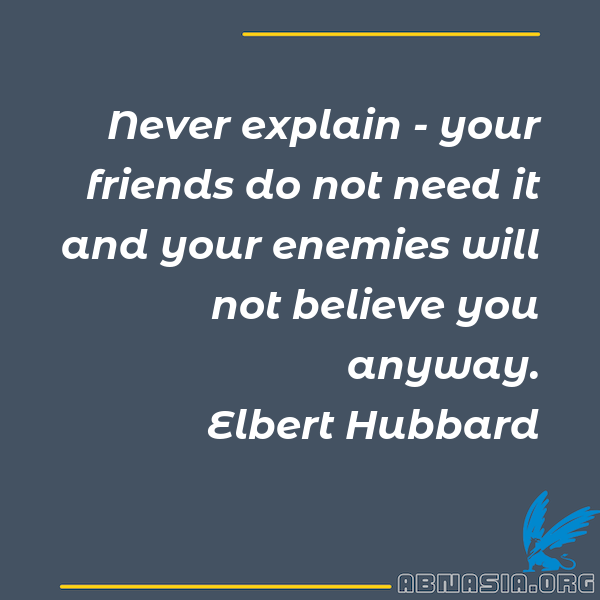 Never explain - your
friends do not need it
and your enemies will
not believe you
anyway.
Elbert Hubbard
ABNASIA.ORG